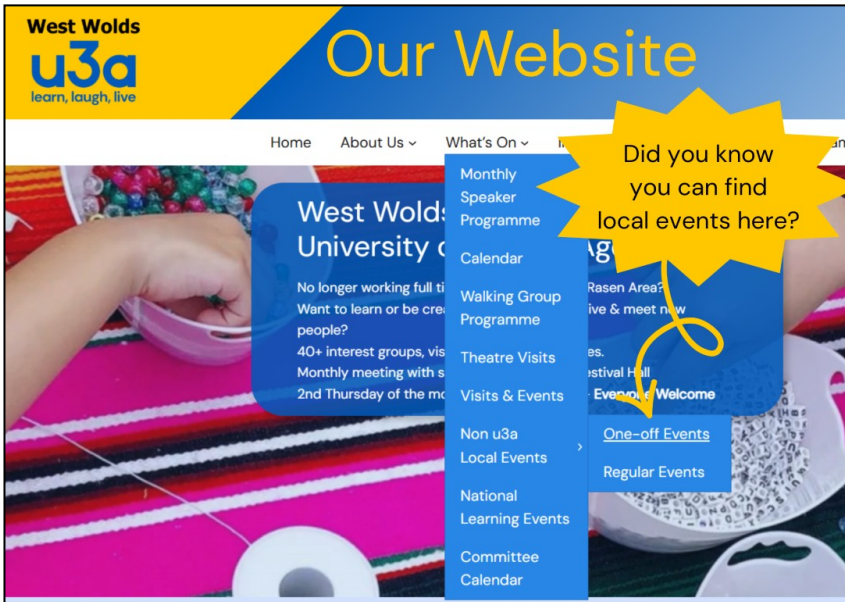 West Wolds
u3a
learn, laugh, live
Our Website
Home About Us What's On
Did you know
you can find
local events here?
West Wolds
University
No longer working full Rasen Area?
Want to learn or be ive & meet new
people?
40+ interest groups, es.
Monthly meeting with estival Hall
2nd Thursday of the Everyone Welcome
Monthly
Speaker
Programme
Calendar
Walking Group
Programme
Theatre Visits
Visits & Events
Non u3a
Local Events
National
Learning Events
Committee
Calendar
One-off Events
Regular Events